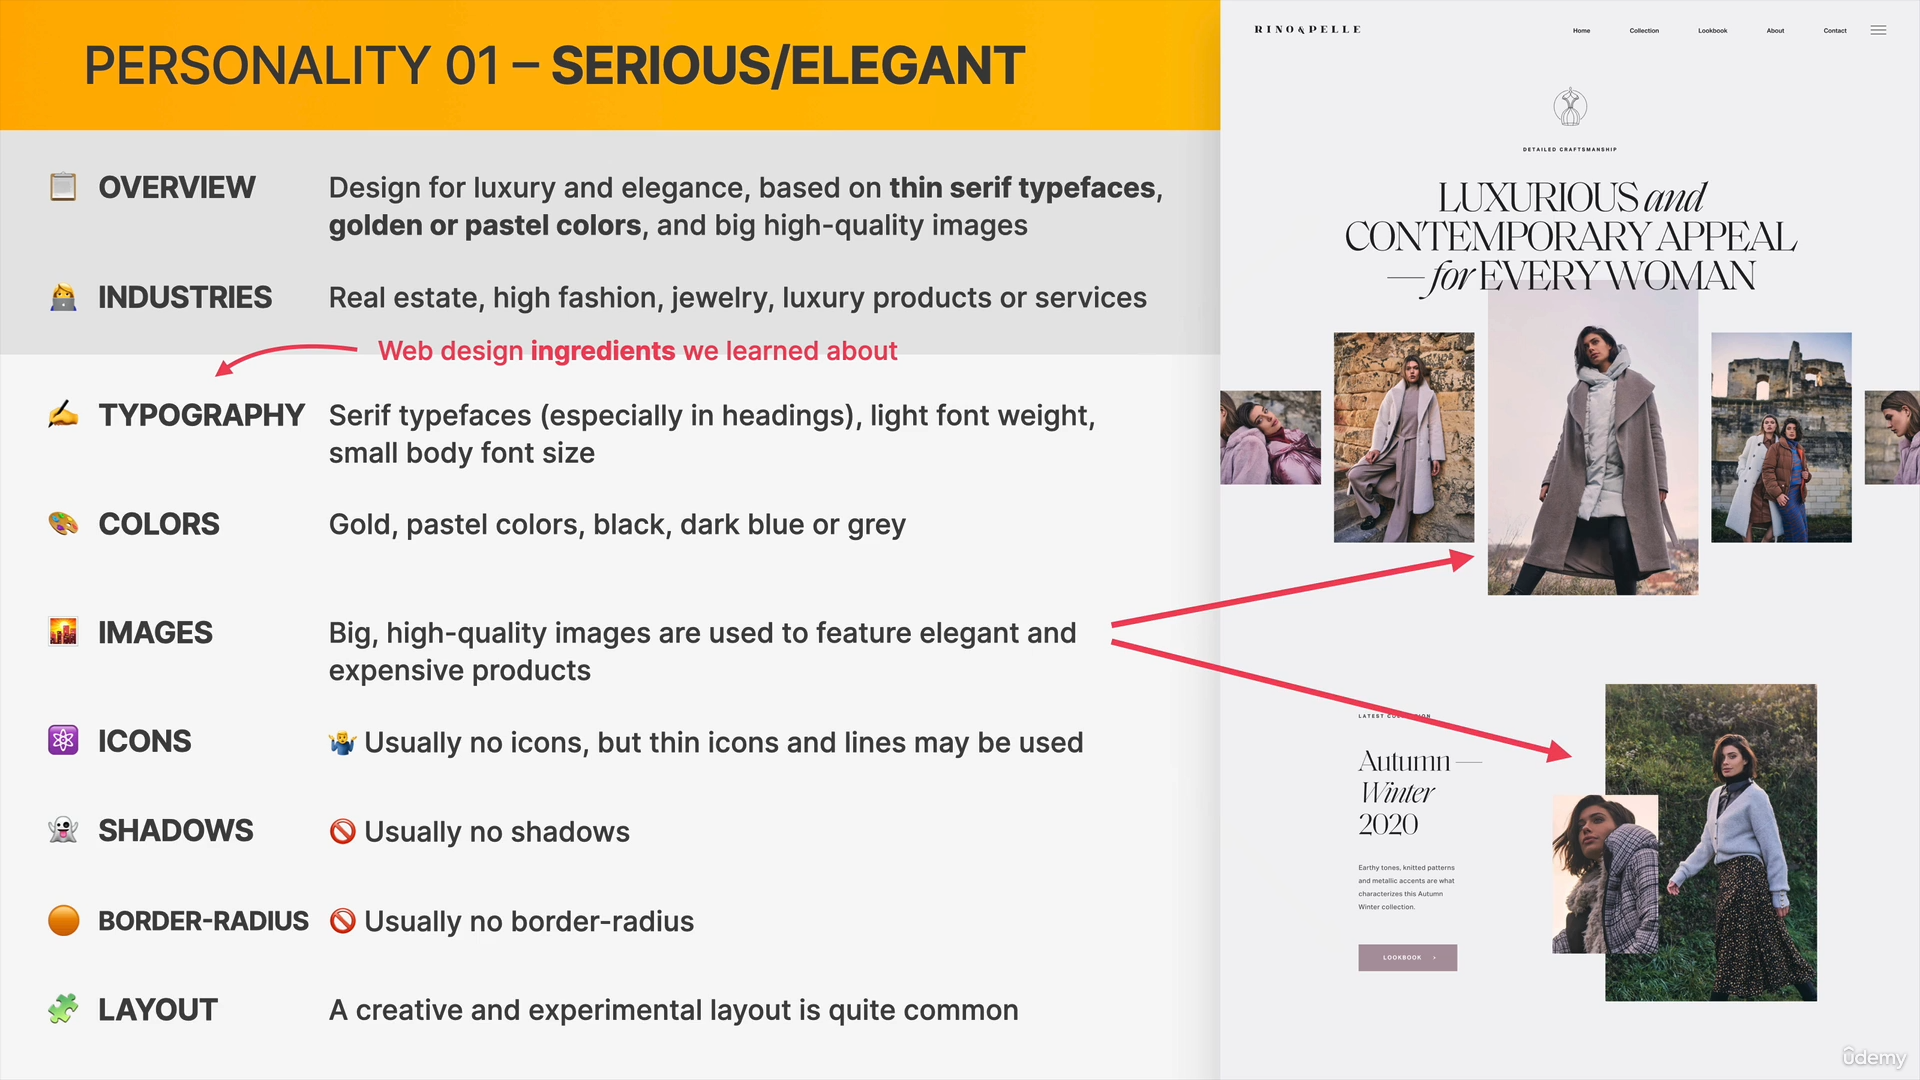 PERSONALITY 01 – SERIOUS/ELEGANT
OVERVIEW
Design for luxury and elegance, based on thin serif typefaces,
golden or pastel colors, and big high-quality images
INDUSTRIES
Real estate, high fashion, jewelry, luxury products or services
Web design ingredients we learned about
TYPOGRAPHY
Serif typefaces (especially in headings), light font weight,
small body font size
COLORS
Gold, pastel colors, black, dark blue or grey
IMAGES
Big, high-quality images are used to feature elegant and
expensive products
ICONS
Usually no icons, but thin icons and lines may be used
SHADOWS
Usually no shadows
BORDER-RADIUS
Usually no border-radius
LAYOUT
A creative and experimental layout is quite common
RINO&PELLE
Home Collection Lookbook About Contact
DETAILED CRAFTSMANSHIP
LUXURIOUS and
CONTEMPORARY APPEAL
— for EVERY WOMAN
LATEST COLLECTION
Autumn —
Winter
2020
Earthy tones, knitted patterns
and metallic accents are what
characterizes this Autumn
Winter collection.
LOOKBOOK >
ûdemy